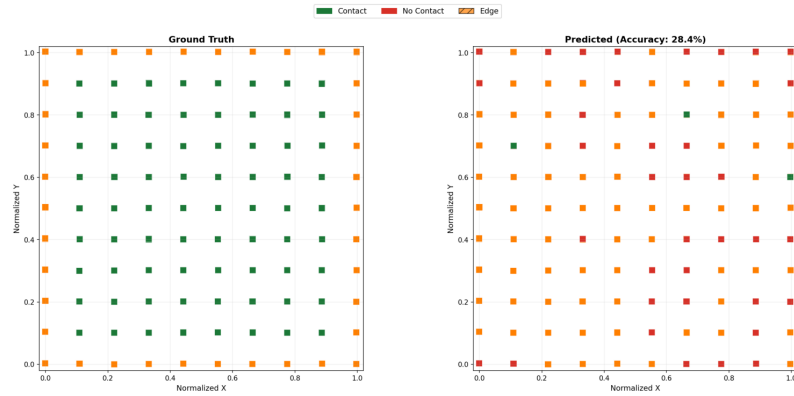 Contact No Contact Edge
Ground Truth
1.0
0.8
0.6
0.4
0.2
0.0
Normalized Y
0.0 0.2 0.4 0.6 0.8 1.0
Normalized X
Predicted (Accuracy: 28.4%)
1.0
0.8
0.6
0.4
0.2
0.0
Normalized Y
0.0 0.2 0.4 0.6 0.8 1.0
Normalized X